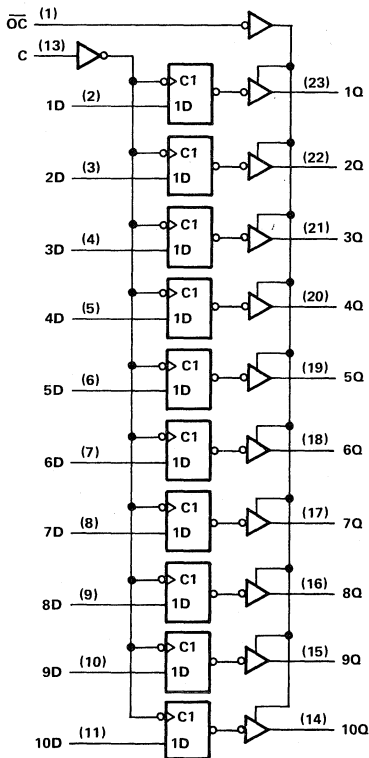 OC (1)
C (13)
C1 (23) 1Q
1D (2) 1D
C1 (22) 2Q
2D (3) 1D
C1 (21) 3Q
3D (4) 1D
C1 (20) 4Q
4D (5) 1D
C1 (19) 5Q
5D (6) 1D
C1 (18) 6Q
6D (7) 1D
C1 (17) 7Q
7D (8) 1D
C1 (16) 8Q
8D (9) 1D
C1 (15) 9Q
9D (10) 1D
C1 (14) 10Q
10D (11) 1D